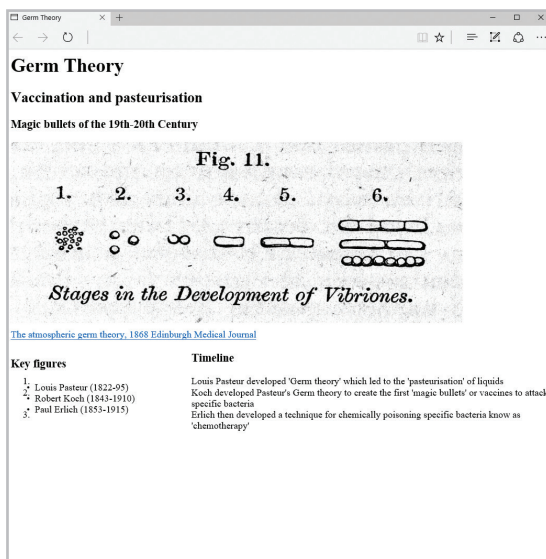 Germ Theory
Germ Theory
Vaccination and pasteurisation
Magic bullets of the 19th-20th Century
Fig. 11.
1. 2. 3. 4. 5. 6.
Stages in the Development of Vibriones.
The atmospheric germ theory, 1868 Edinburgh Medical Journal
Key figures
1.
Louis Pasteur (1822-95)
2.
Robert Koch (1843-1910)
Paul Erlich (1853-1915)
3.
Timeline
Louis Pasteur developed 'Germ theory' which led to the 'pasteurisation' of liquids
Koch developed Pasteur's Germ theory to create the first 'magic bullets' or vaccines to attack
specific bacteria
Erlich then developed a technique for chemically poisoning specific bacteria know as
'chemotherapy'